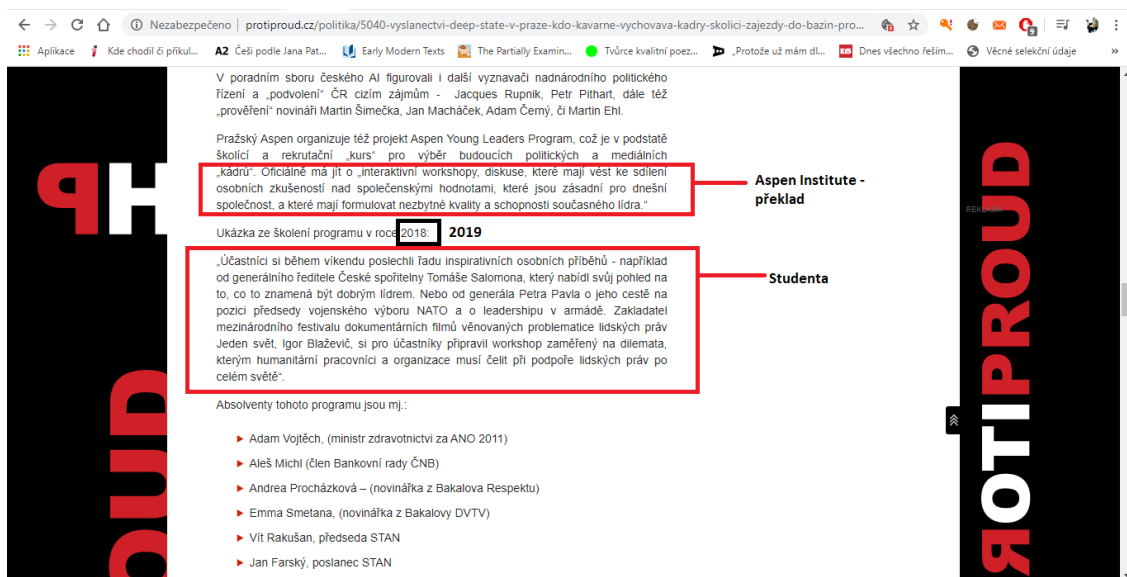 Nezabezpečeno | protiproud.cz/politika/5040-vyslanectvi-deep-state-v-praze-kdo-kavarne-vychovava-kadry-skolici-zajezdy-do-bazin-pro...
Aplikace Kde chodil či přikul... A2 Češi podle Jana Pat... Early Modern Texts The Partially Examin... Tvůrce kvalitní poez... „Protože už mám dl... Dnes všechno řeším... Věcné selekční údaje »
V poradním sboru českého AI figurovali i další vyznavači nadnárodního politického
řízení a „podvolení“ ČR cizím zájmům - Jacques Rupnik, Petr Pithart, dále též
„prověření“ novináři Martin Šimečka, Jan Macháček, Adam Černý, či Martin Ehl.
Pražský Aspen organizuje též projekt Aspen Young Leaders Program, což je v podstatě
školící a rekrutační „kurs“ pro výběr budoucích politických a mediálních
„kádrů“. Oficiálně má jít o „interaktivní workshopy, diskuse, které mají vést ke sdílení
osobních zkušeností nad společenskými hodnotami, které jsou zásadní pro dnešní
společnost, a které mají formulovat nezbytné kvality a schopnosti současného lídra.“
Aspen Institute -
překlad
REKLAMA
Ukázka ze školení programu v roce 2018: 2019
„Účastníci si během víkendu poslechli řadu inspirativních osobních příběhů - například
od generálního ředitele České spořitelny Tomáše Salomona, který nabídl svůj pohled na
to, co to znamená být dobrým lídrem. Nebo od generála Petra Pavla o jeho cestě na
pozici předsedy vojenského výboru NATO a o leadershipu v armádě. Zakladatel
mezinárodního festivalu dokumentárních filmů věnovaných problematice lidských práv
Jeden svět, Igor Blaževič, si pro účastníky připravil workshop zaměřený na dilemata,
kterým humanitární pracovníci a organizace musí čelit při podpoře lidských práv po
celém světě“.
Studenta
Absolventy tohoto programu jsou mj.:
Adam Vojtěch, (ministr zdravotnictví za ANO 2011)
Aleš Michl (člen Bankovní rady ČNB)
Andrea Procházková – (novinářka z Bakalova Respektu)
Emma Smetana, (novinářka z Bakalovy DVTV)
Vít Rakušan, předseda STAN
Jan Farský, poslanec STAN
PH
OUD
ROTIPROUD